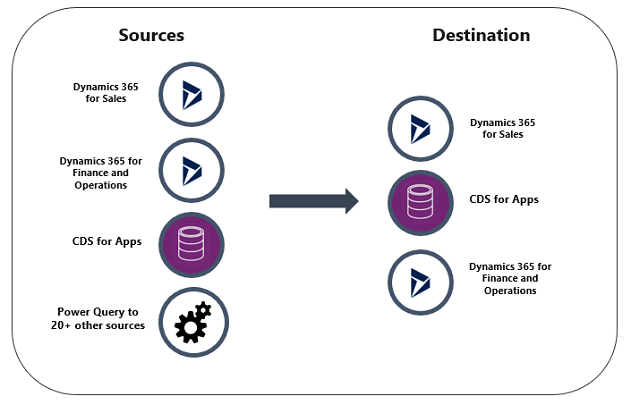 Sources
Dynamics 365
for Sales
Dynamics 365 for
Finance and
Operations
CDS for Apps
Power Query to
20+ other sources
Destination
Dynamics 365
for Sales
CDS for Apps
Dynamics 365 for
Finance and
Operations